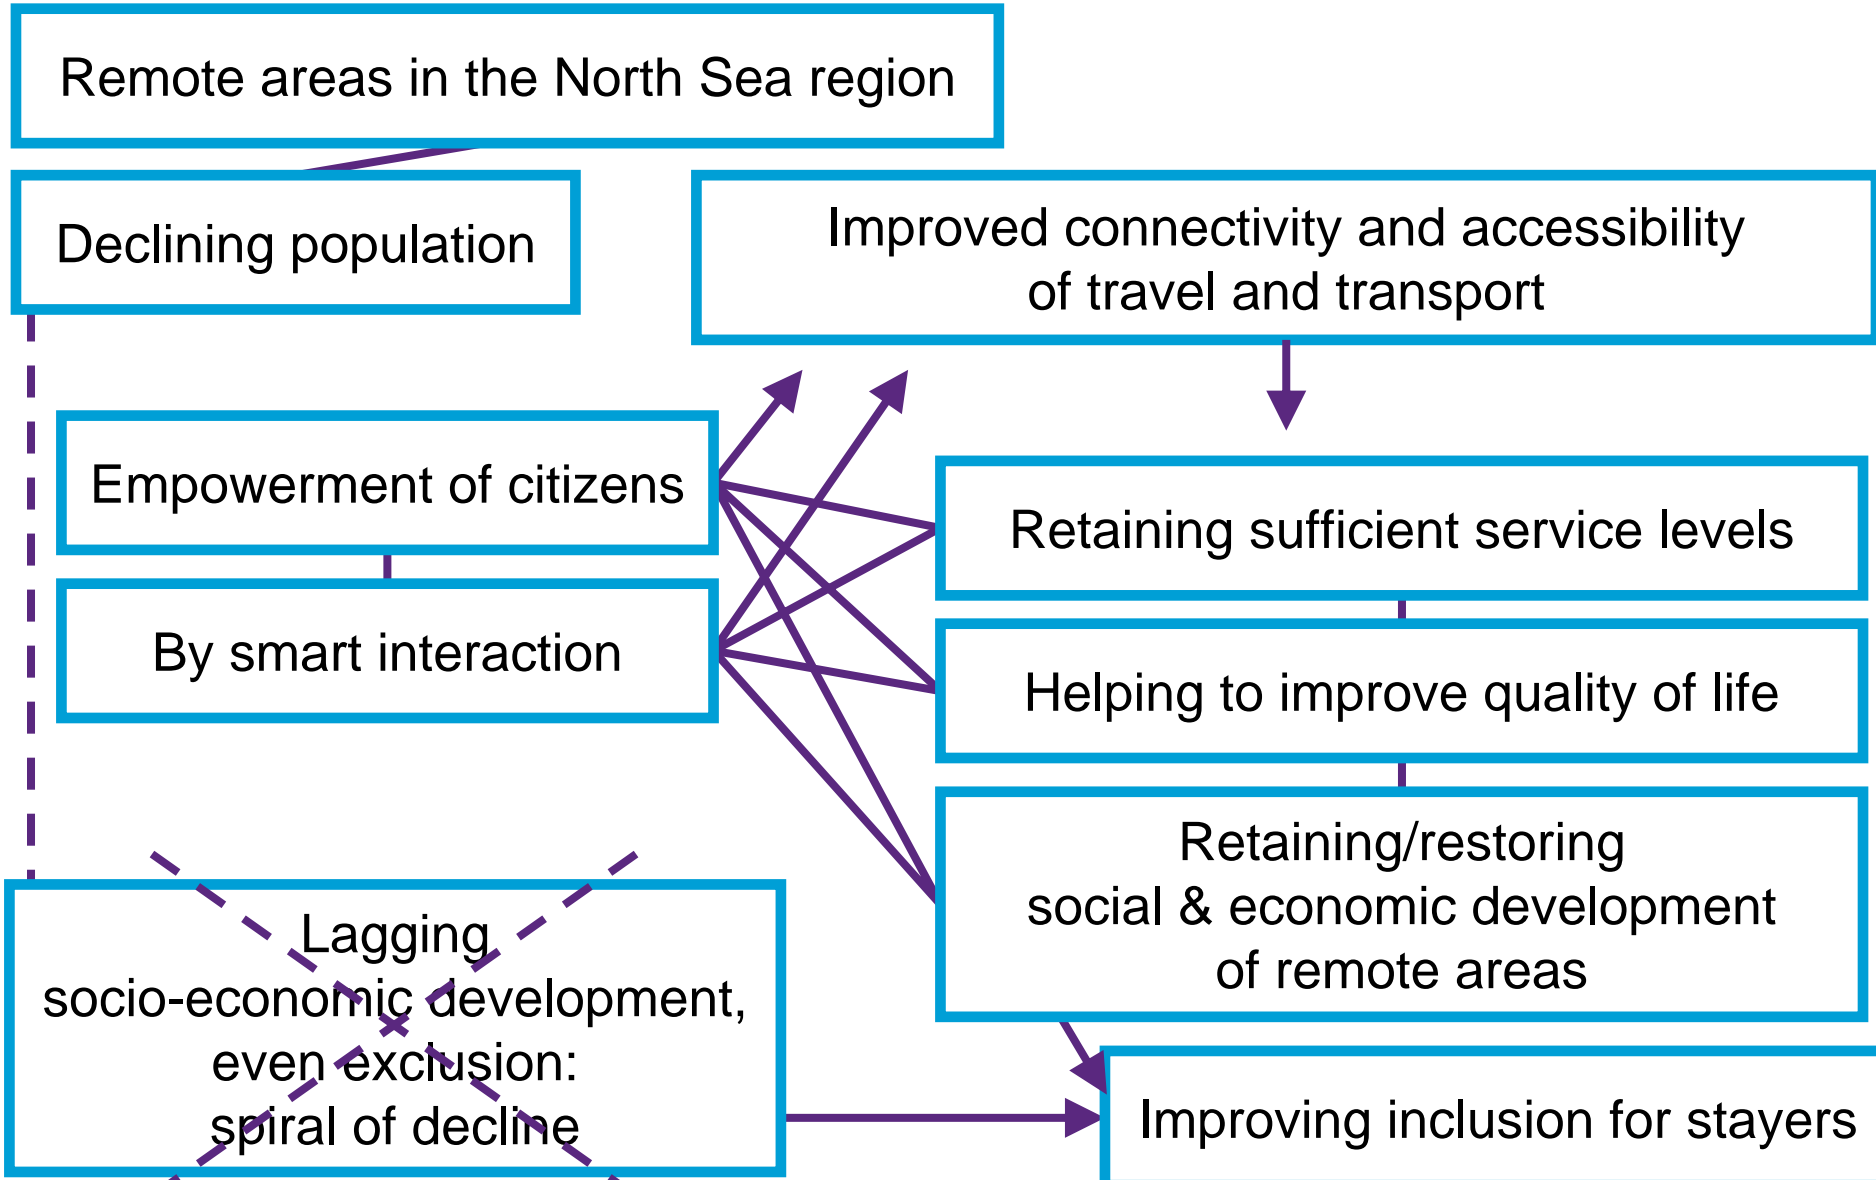 Remote areas in the North Sea region
Declining population
Improved connectivity and accessibility
of travel and transport
Empowerment of citizens
By smart interaction
Retaining sufficient service levels
Helping to improve quality of life
Retaining/restoring
social & economic development
of remote areas
Lagging
socio-economic development,
even exclusion:
spiral of decline
Improving inclusion for stayers